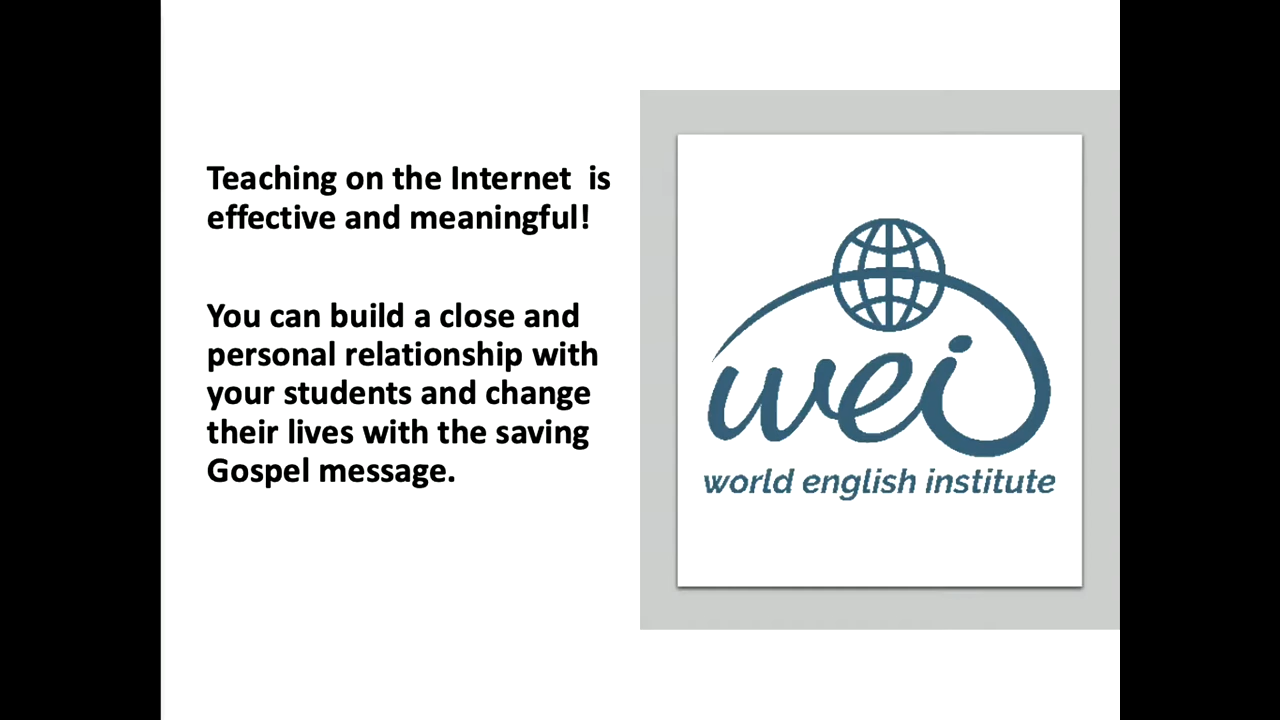 Teaching on the Internet  is
effective and meaningful!
You can build a close and
personal relationship with
your students and change
their lives with the saving
Gospel message.
wei
world english institute